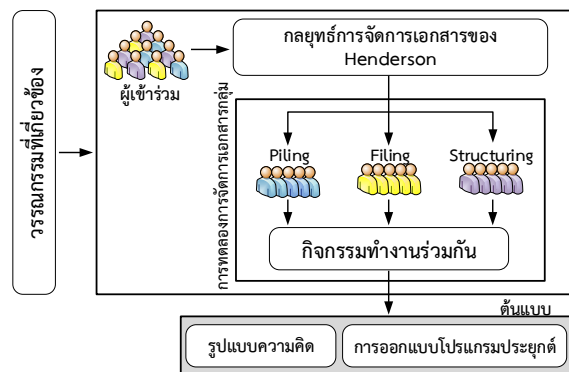 วรรณกรรมที่เกี่ยวข้อง
ผู้เข้าร่วม
กลยุทธ์การจัดการเอกสารของ
Henderson
การทดลองการจัดการเอกสารกลุ่ม
Piling
Filing
Structuring
กิจกรรมทำงานร่วมกัน
ต้นแบบ
รูปแบบความคิด
การออกแบบโปรแกรมประยุกต์